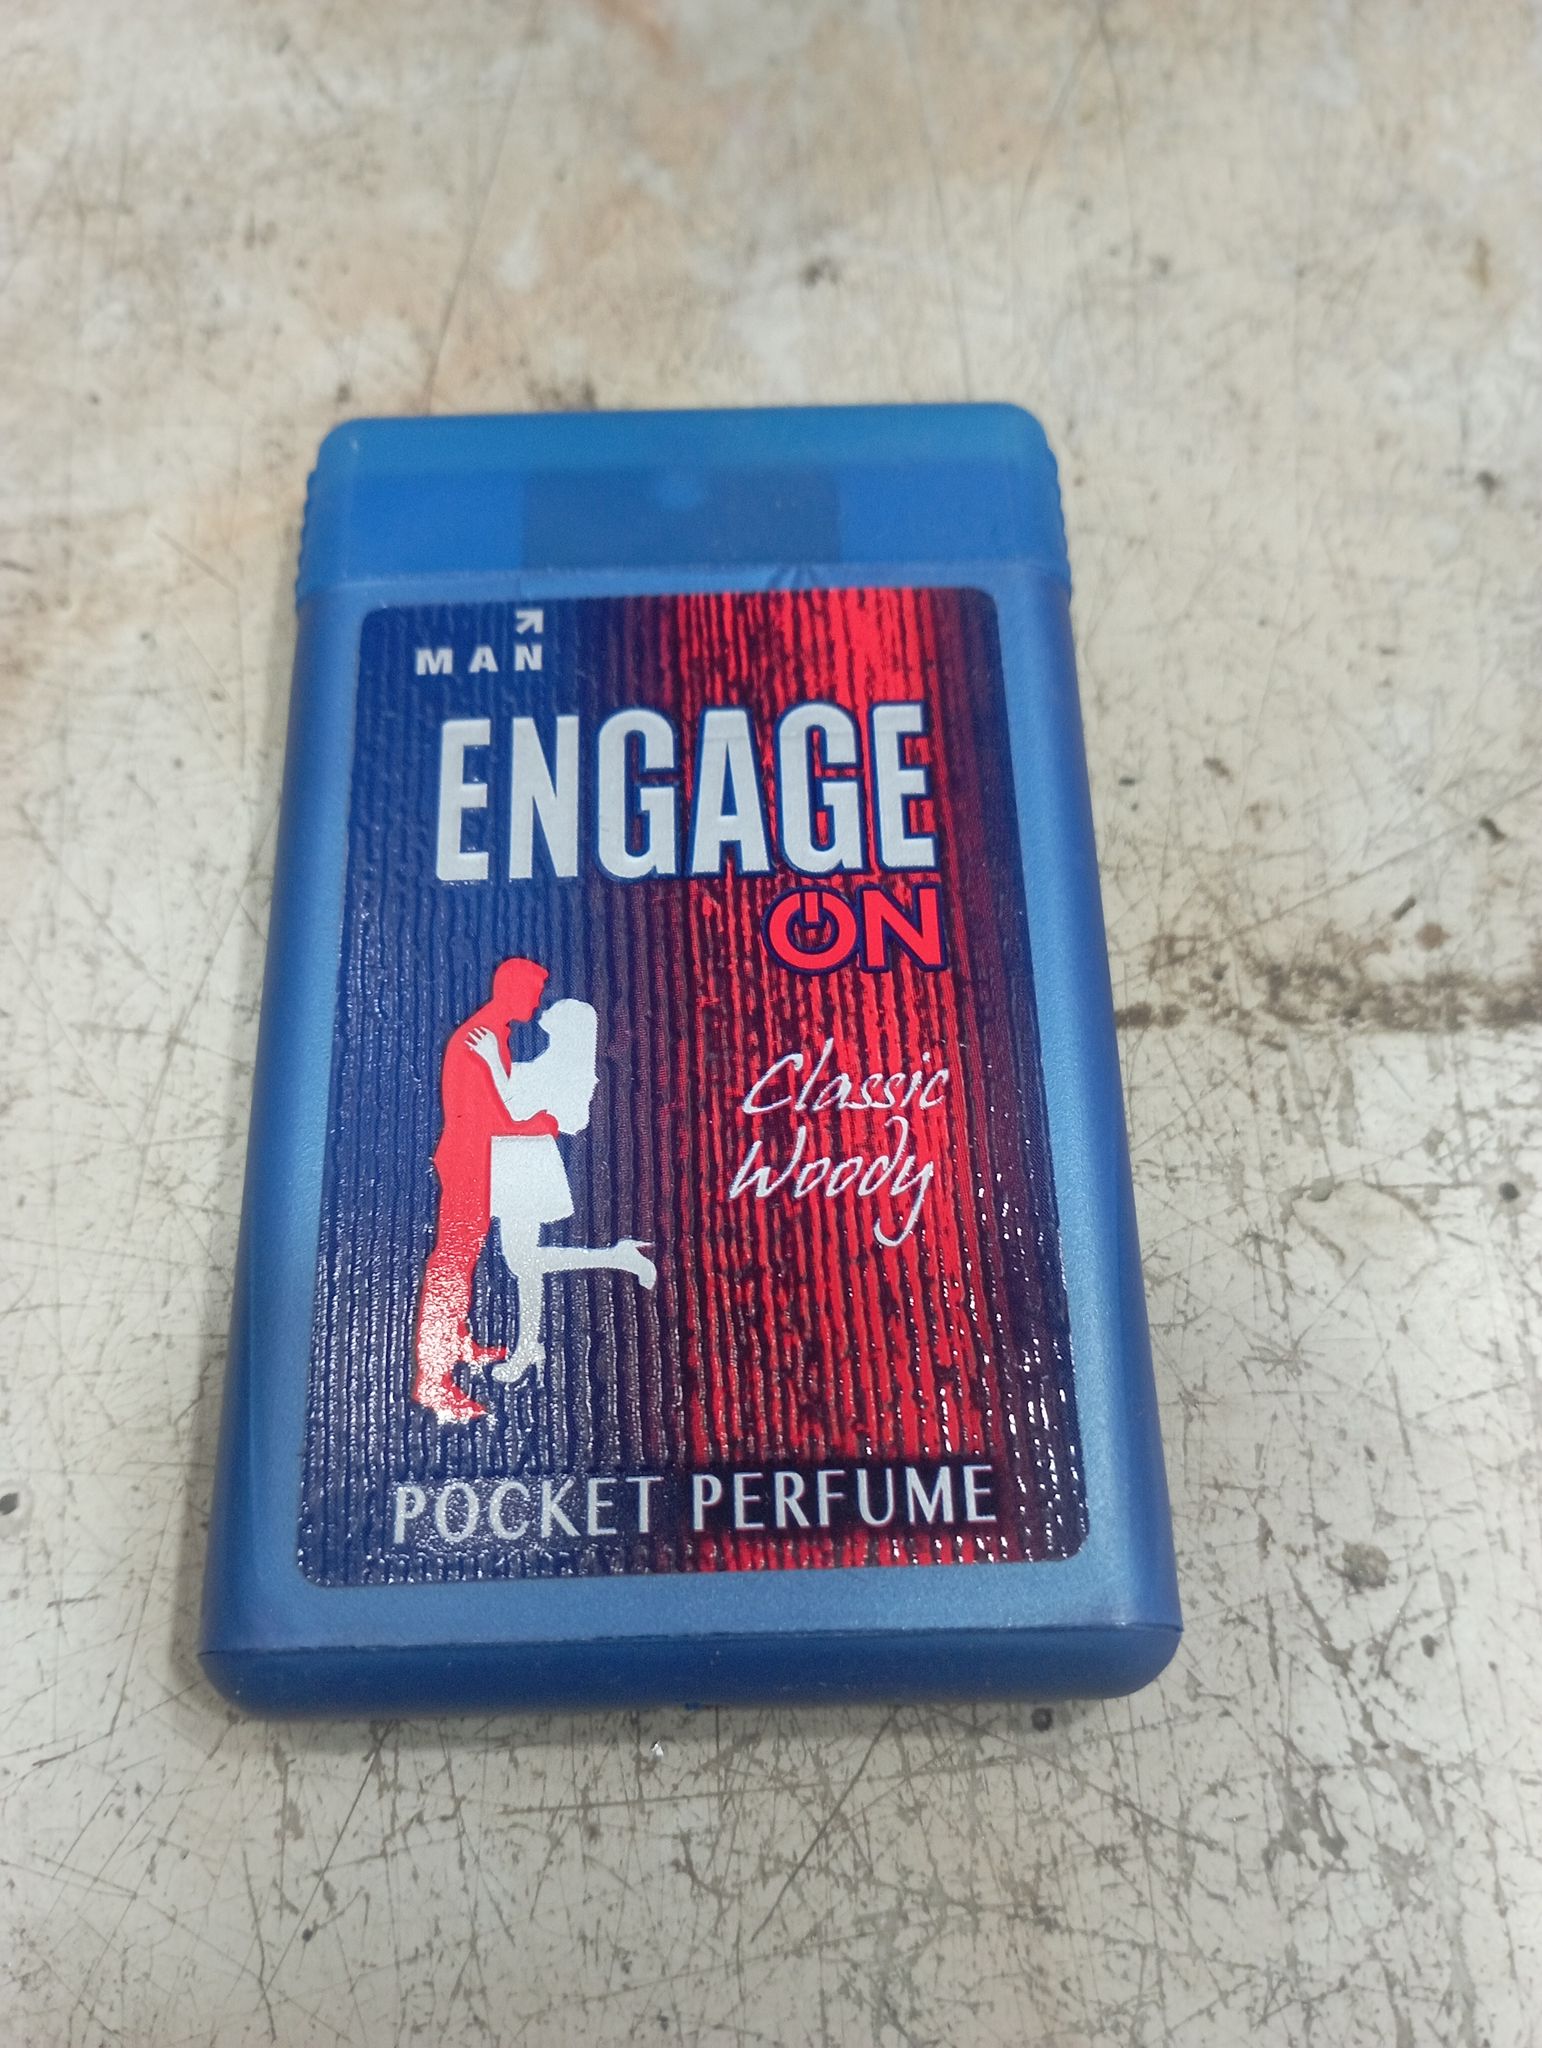 MAN
ENGAGE
ON
Classic
Woody
POCKET PERFUME